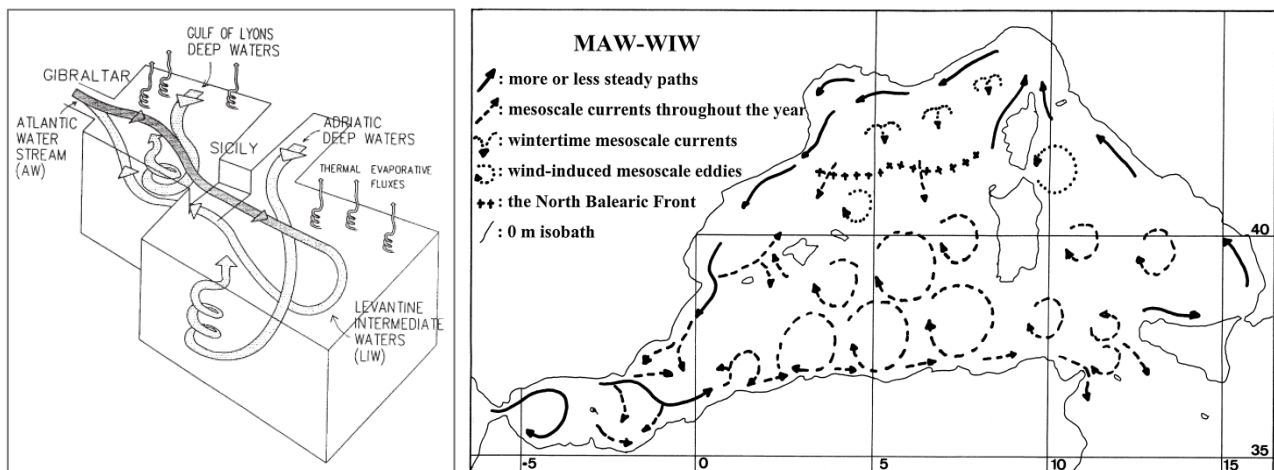 GULF OF LYONS
DEEP WATERS
GIBRALTAR
ATLANTIC
WATER
STREAM
(AW)
SICILY
ADRIATIC
DEEP WATERS
THERMAL EVAPORATIVE
FLUXES
LEVANTINE
INTERMEDIATE
WATERS
(LIW)
MAW-WIW
: more or less steady paths
: mesoscale currents throughout the year
: wintertime mesoscale currents
: wind-induced mesoscale eddies
: the North Balearic Front
: 0 m isobath
40
35
-5
0
5
10
15